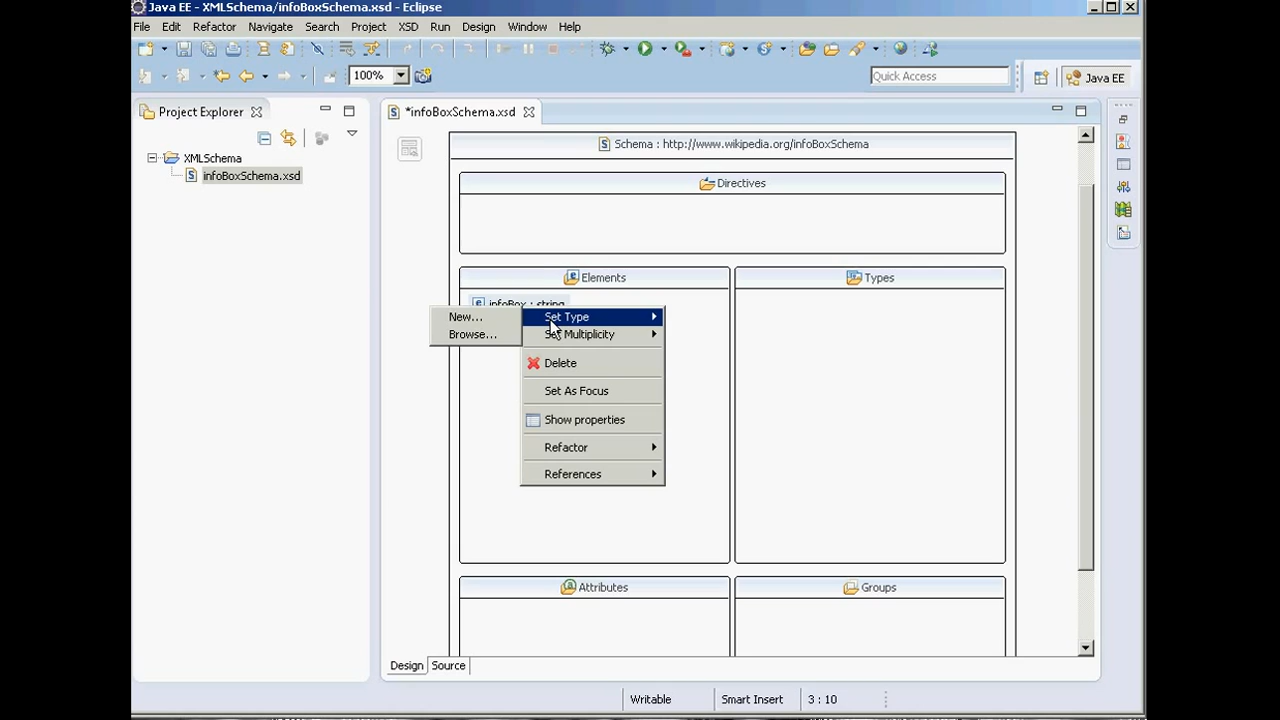 Java EE - XMLSchema/infoBoxSchema.xsd - Eclipse
File Edit Refactor Navigate Search Project XSD Run Design Window Help
100% Quick Access Java EE
Project Explorer
*infoBoxSchema.xsd
XMLSchema
infoBoxSchema.xsd
Schema : http://www.wikipedia.org/infoBoxSchema
Directives
Elements
Types
infoBox : string
New...
Browse...
Set Type
Set Multiplicity
Delete
Set As Focus
Show properties
Refactor
References
Attributes
Groups
Design Source
Writable Smart Insert 3 : 10